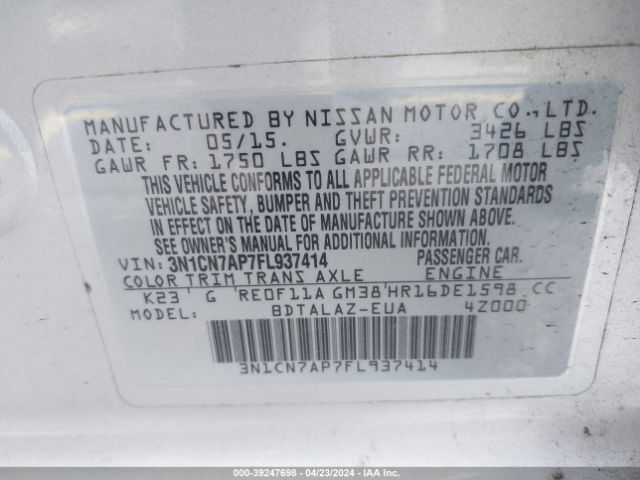 MANUFACTURED BY NISSAN MOTOR CO.,LTD.
DATE: 05/15. GVWR: 3426 LBS
GAWR FR: 1750 LBS GAWR RR: 1708 LBS
THIS VEHICLE CONFORMS TO ALL APPLICABLE FEDERAL MOTOR
VEHICLE SAFETY, BUMPER AND THEFT PREVENTION STANDARDS
IN EFFECT ON THE DATE OF MANUFACTURE SHOWN ABOVE.
SEE OWNER'S MANUAL FOR ADDITIONAL INFORMATION.
VIN: 3N1CN7AP7FL937414 PASSENGER CAR.
COLOR TRIM TRANS AXLE ENGINE
K23 G RE0F11A GM38 HR16DE1598 CC
MODEL: BDTALAZ-EUA 4Z000
3N1CN7AP7FL937414
000-39247698 - 04/23/2024 - IAA Inc.